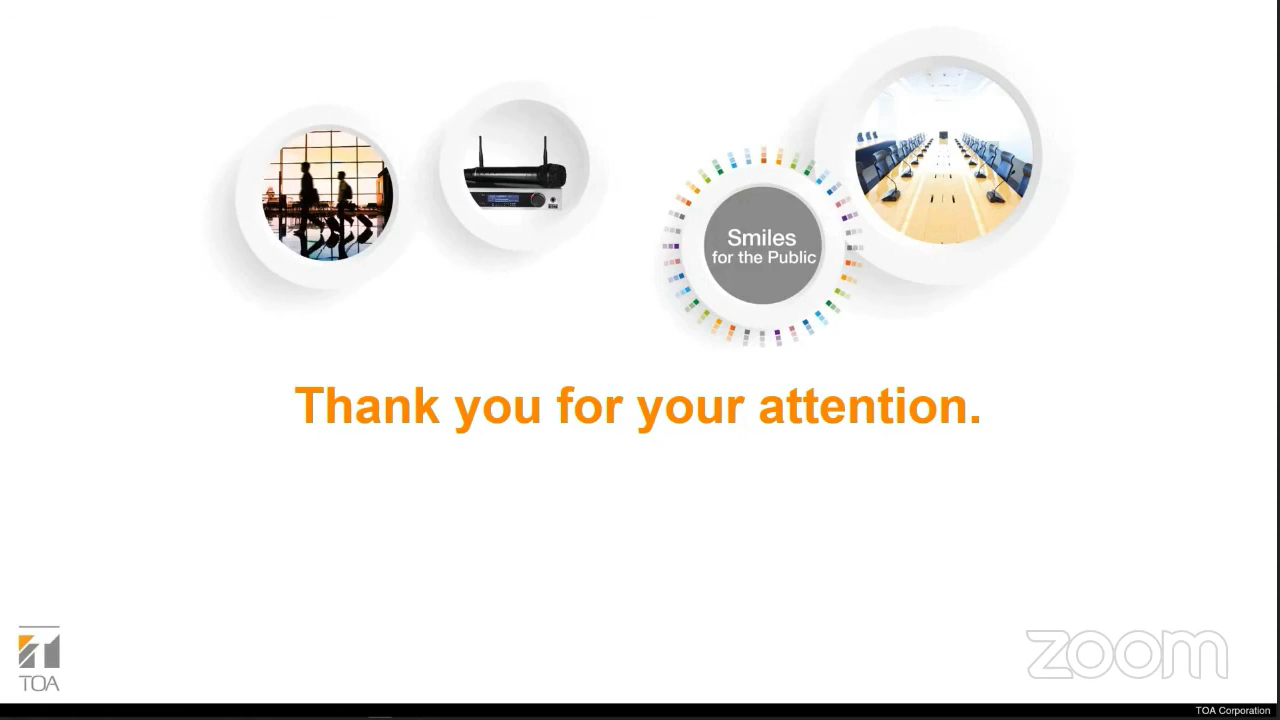 Smiles
for the Public
Thank you for your attention.
TOA
zoom
TOA Corporation